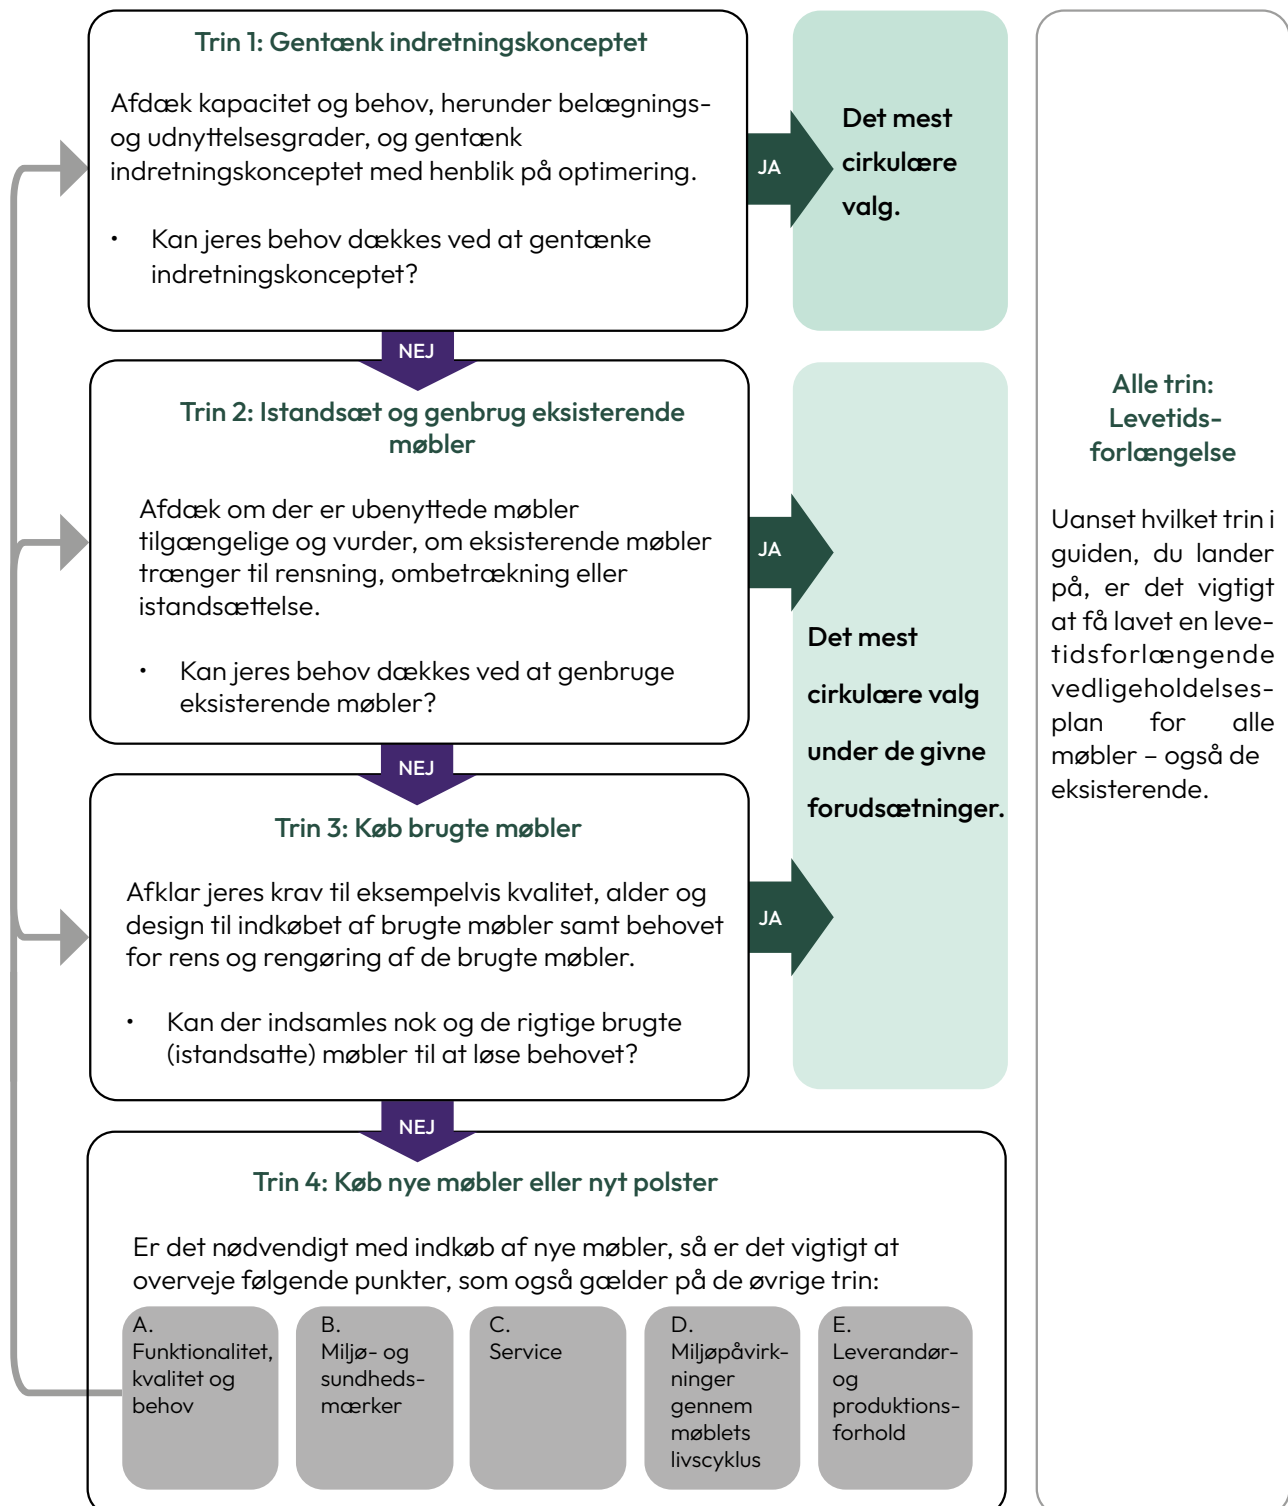 Trin 1: Gentænk indretningskonceptet
Afdæk kapacitet og behov, herunder belægnings-
og udnyttelsesgrader, og gentænk
indretningskonceptet med henblik på optimering.
• Kan jeres behov dækkes ved at gentænke
indretningskonceptet?
JA
Det mest
cirkulære
valg.
NEJ
Trin 2: Istandsæt og genbrug eksisterende
møbler
Afdæk om der er ubenyttede møbler
tilgængelige og vurder, om eksisterende møbler
trænger til rensning, ombetrækning eller
istandsættelse.
• Kan jeres behov dækkes ved at genbruge
eksisterende møbler?
JA
NEJ
Trin 3: Køb brugte møbler
Afklar jeres krav til eksempelvis kvalitet, alder og
design til indkøbet af brugte møbler samt behovet
for rens og rengøring af de brugte møbler.
• Kan der indsamles nok og de rigtige brugte
(istandsatte) møbler til at løse behovet?
JA
Det mest
cirkulære valg
under de givne
forudsætninger.
NEJ
Trin 4: Køb nye møbler eller nyt polster
Er det nødvendigt med indkøb af nye møbler, så er det vigtigt at
overveje følgende punkter, som også gælder på de øvrige trin:
A.
Funktionalitet,
kvalitet og
behov
B.
Miljø- og
sundheds-
mærker
C.
Service
D.
Miljøpåvirk-
ninger
gennem
møblets
livscyklus
E.
Leverandør-
og
produktions-
forhold
Alle trin:
Levetids-
forlængelse
Uanset hvilket trin i
guiden, du lander
på, er det vigtigt
at få lavet en leve-
tidsforlængende
vedligeholdelses-
plan for alle
møbler – også de
eksisterende.